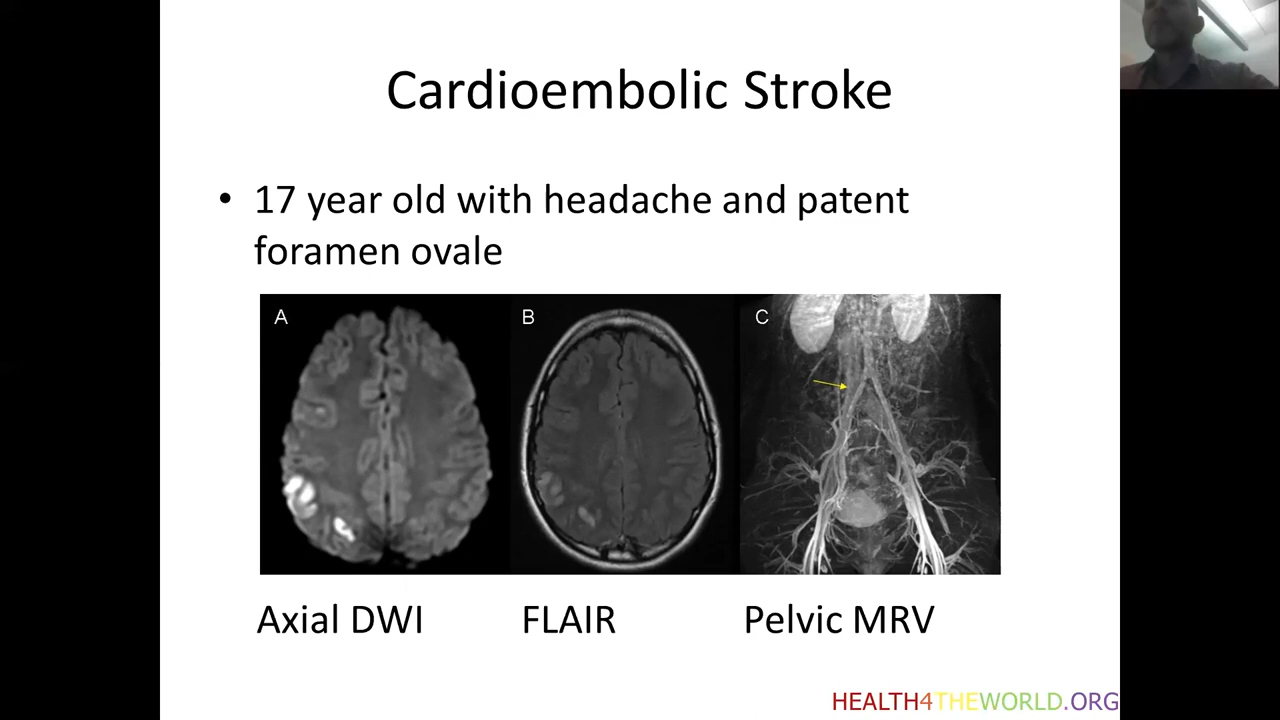 Cardioembolic Stroke
• 17 year old with headache and patent
foramen ovale
A B C
Axial DWI FLAIR Pelvic MRV
HEALTH4THEWORLD.ORG